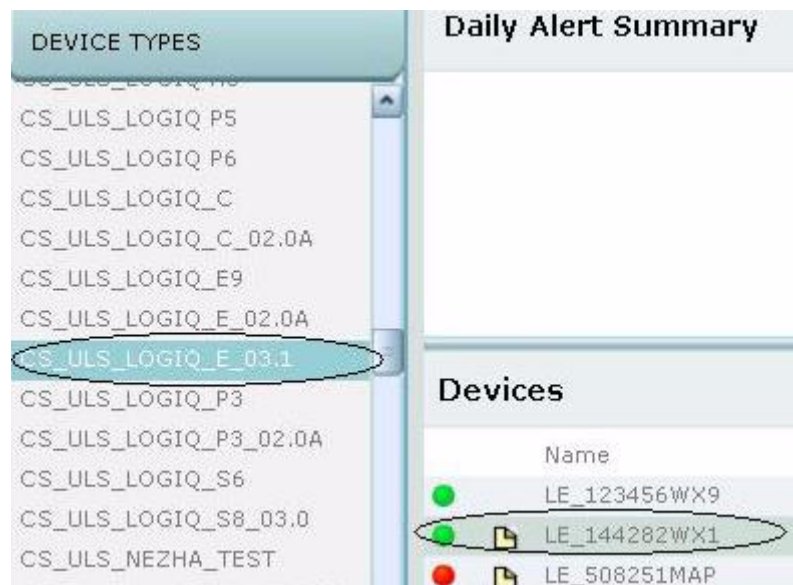 DEVICE TYPES
CS_ULS_LOGIQ P5
CS_ULS_LOGIQ P6
CS_ULS_LOGIQ_C
CS_ULS_LOGIQ_C_02.0A
CS_ULS_LOGIQ_E9
CS_ULS_LOGIQ_E_02.0A
CS_ULS_LOGIQ_E_03.1
CS_ULS_LOGIQ_P3
CS_ULS_LOGIQ_P3_02.0A
CS_ULS_LOGIQ_S6
CS_ULS_LOGIQ_S8_03.0
CS_ULS_NEZHA_TEST
Daily Alert Summary
Devices
Name
LE_123456WX9
LE_144282WX1
LE_508251MAP